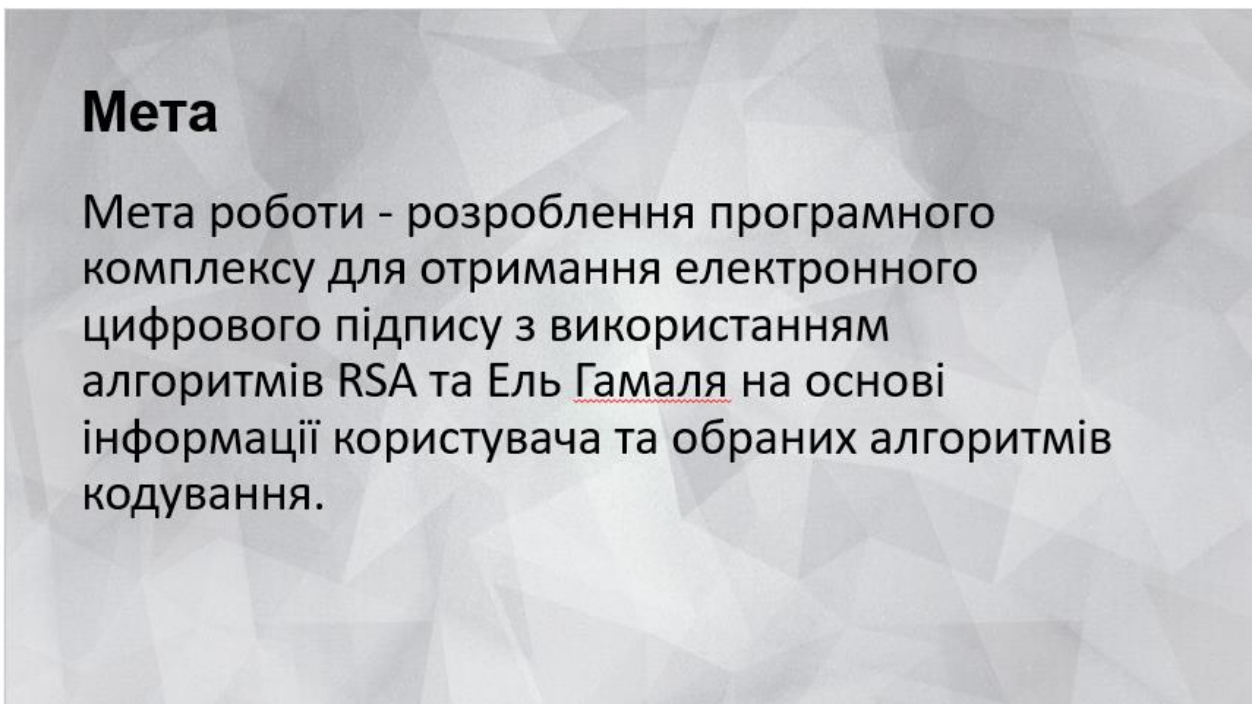 Мета
Мета роботи - розроблення програмного
комплексу для отримання електронного
цифрового підпису з використанням
алгоритмів RSA та Ель Гамаля на основі
інформації користувача та обраних алгоритмів
кодування.